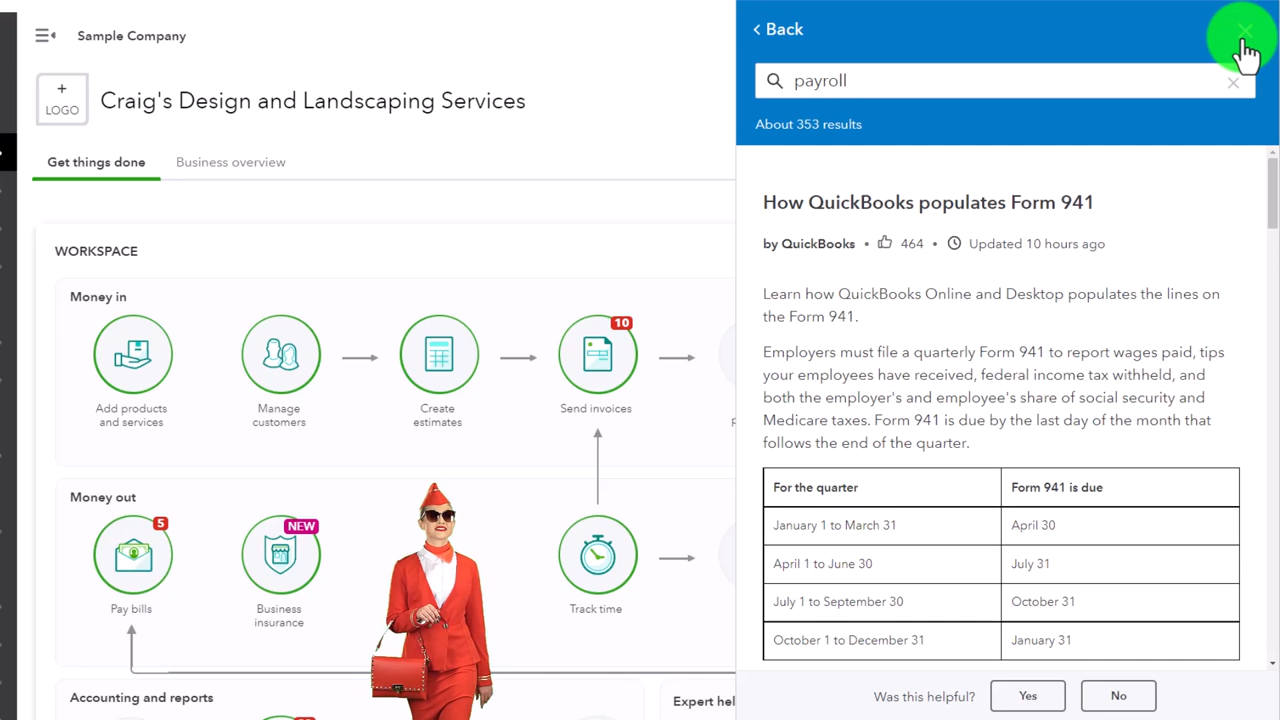 Sample Company
+
LOGO
Craig's Design and Landscaping Services
Get things done
Business overview
WORKSPACE
Money in
10
Add products
and services
Manage
customers
Create
estimates
Send invoices
Money out
5
NEW
Pay bills
Business
insurance
Track time
Accounting and reports
Back
payroll
About 353 results
How QuickBooks populates Form 941
by QuickBooks • 464 • Updated 10 hours ago
Learn how QuickBooks Online and Desktop populates the lines on
the Form 941.
Employers must file a quarterly Form 941 to report wages paid, tips
your employees have received, federal income tax withheld, and
both the employer's and employee's share of social security and
Medicare taxes. Form 941 is due by the last day of the month that
follows the end of the quarter.
For the quarter Form 941 is due
January 1 to March 31 April 30
April 1 to June 30 July 31
July 1 to September 30 October 31
October 1 to December 31 January 31
Expert hel
Was this helpful? Yes No